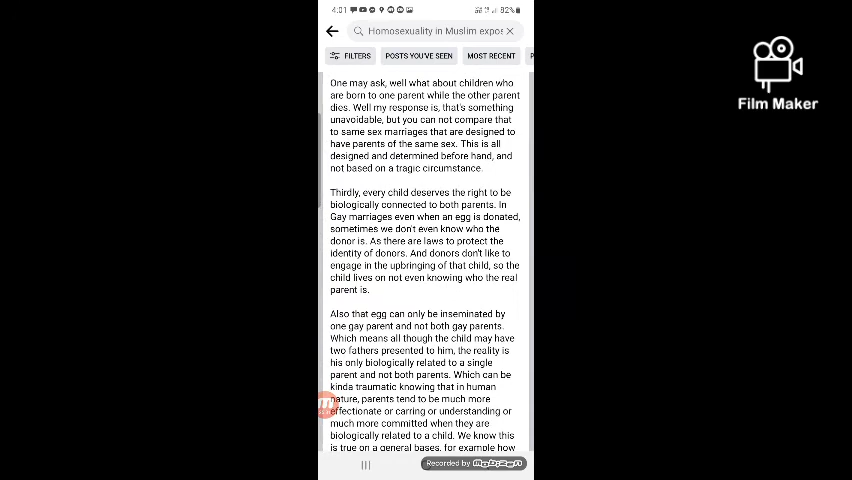 4:01
82%
Homosexuality in Muslim expos
FILTERS
POSTS YOU'VE SEEN
MOST RECENT
One may ask, well what about children who
are born to one parent while the other parent
dies. Well my response is, that's something
unavoidable, but you can not compare that
to same sex marriages that are designed to
have parents of the same sex. This is all
designed and determined before hand, and
not based on a tragic circumstance.
Thirdly, every child deserves the right to be
biologically connected to both parents. In
Gay marriages even when an egg is donated,
sometimes we don't even know who the
donor is. As there are laws to protect the
identity of donors. And donors don't like to
engage in the upbringing of that child, so the
child lives on not even knowing who the real
parent is.
Also that egg can only be inseminated by
one gay parent and not both gay parents.
Which means all though the child may have
two fathers presented to him, the reality is
his only biologically related to a single
parent and not both parents. Which can be
kinda traumatic knowing that in human
nature, parents tend to be much more
effectionate or carring or understanding or
much more committed when they are
biologically related to a child. We know this
is true on a general bases, for example how
Recorded by
Film Maker